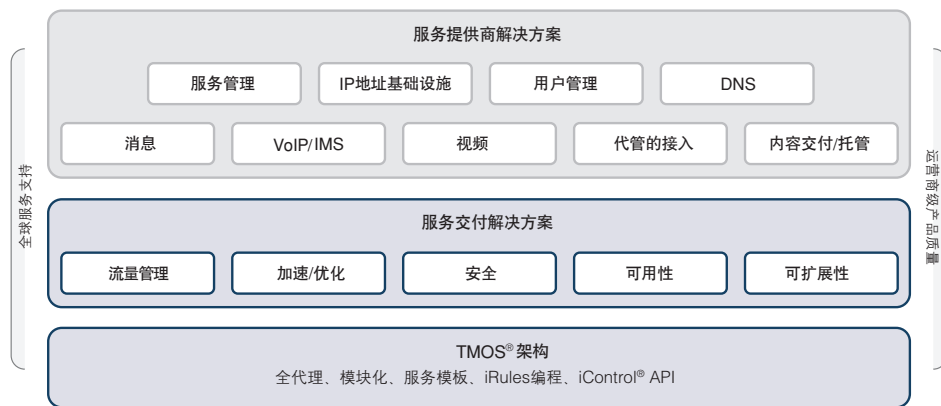 服务提供商解决方案
服务管理
IP地址基础设施
用户管理
DNS
消息
VoIP/IMS
视频
代管的接入
内容交付/托管
全球服务支持
运营商级产品质量
服务交付解决方案
流量管理
加速/优化
安全
可用性
可扩展性
TMOS® 架构
全代理、模块化、服务模板、iRules编程、iControl® API